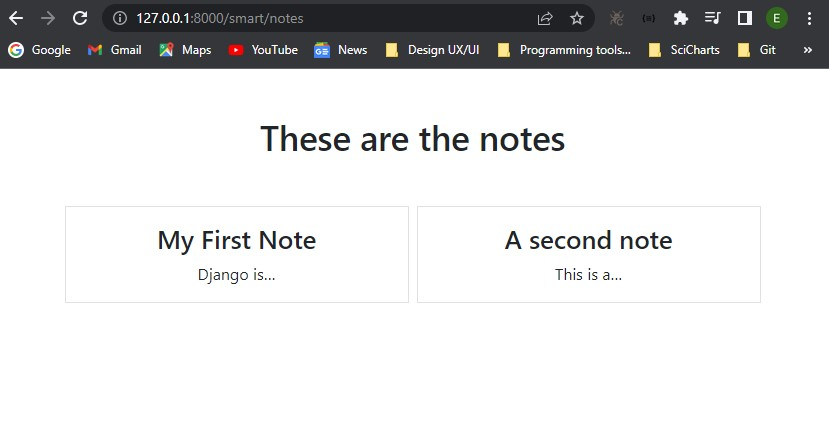 127.0.0.1:8000/smart/notes
E
Google Gmail Maps YouTube News Design UX/UI Programming tools... SciCharts Git »
These are the notes
My First Note
Django is…
A second note
This is a…